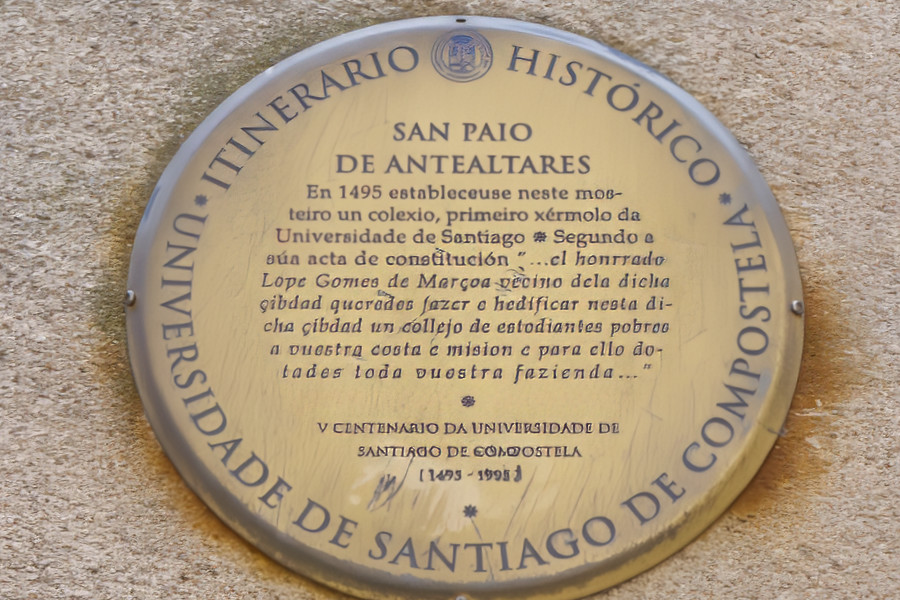 ITINERARIO HISTÓRICO
SAN PAIO
DE ANTEALTARES
En 1495 estableceuse neste mos-
teiro un colexio, primeiro xérmolo da
Universidade de Santiago * Segundo a
súa acta de constitución "...el honrrado
Lope Gomes de Marçoa vecino dela dicha
çibdad queredes fazer e hedificar nesta di-
cha çibdad un collejo de estodiantes pobres
a vuestra costa e mision e para ello do-
tades toda vuestra fazienda..."
V CENTENARIO DA UNIVERSIDADE DE
SANTIAGO DE COMPOSTELA
[1495 - 1995]
* UNIVERSIDADE DE SANTIAGO DE COMPOSTELA *